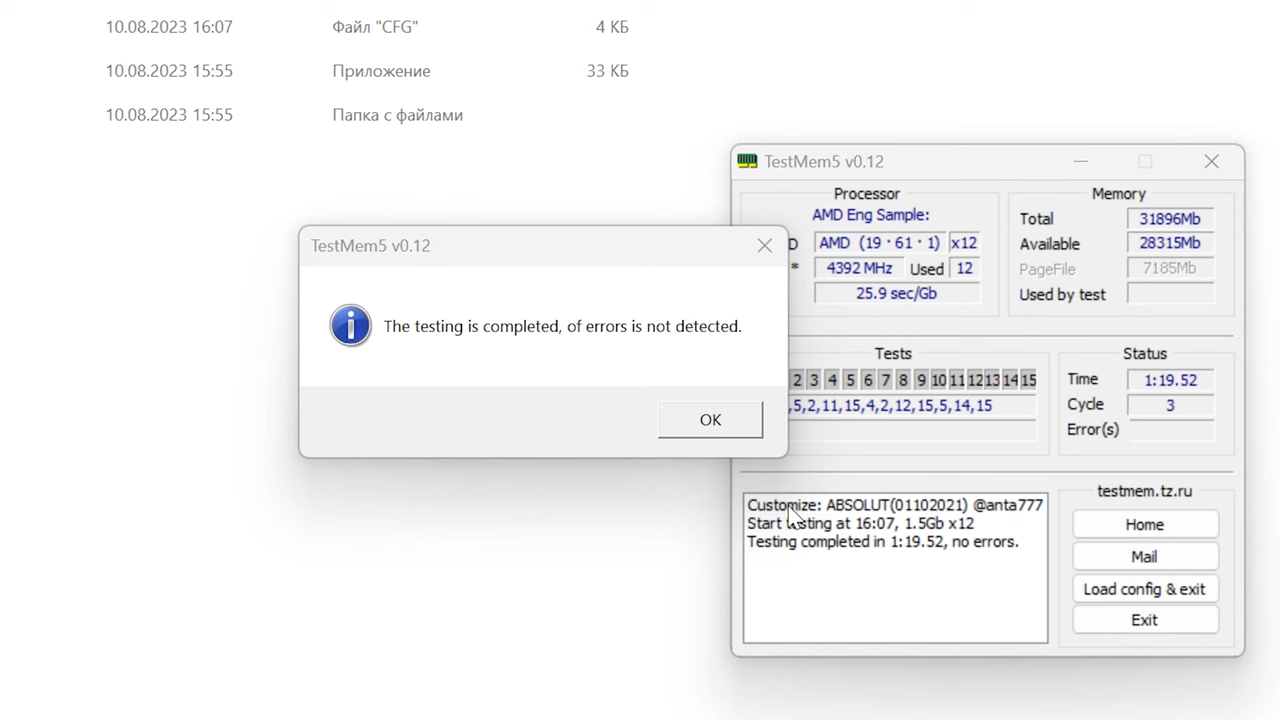 10.08.2023 16:07 Файл "CFG" 4 КБ
10.08.2023 15:55 Приложение 33 КБ
10.08.2023 15:55 Папка с файлами
TestMem5 v0.12
The testing is completed, of errors is not detected.
OK
TestMem5 v0.12
Processor
AMD Eng Sample:
D AMD (19 · 61 · 1) x12
* 4392 MHz Used 12
25.9 sec/Gb
Memory
Total 31896Mb
Available 28315Mb
PageFile 7185Mb
Used by test
Tests
2 3 4 5 6 7 8 9 10 11 12 13 14 15
,5,2,11,15,4,2,12,15,5,14,15
Status
Time 1:19.52
Cycle 3
Error(s)
Customize: ABSOLUT(01102021) @anta777
Start testing at 16:07, 1.5Gb x12
Testing completed in 1:19.52, no errors.
testmem.tz.ru
Home
Mail
Load config & exit
Exit